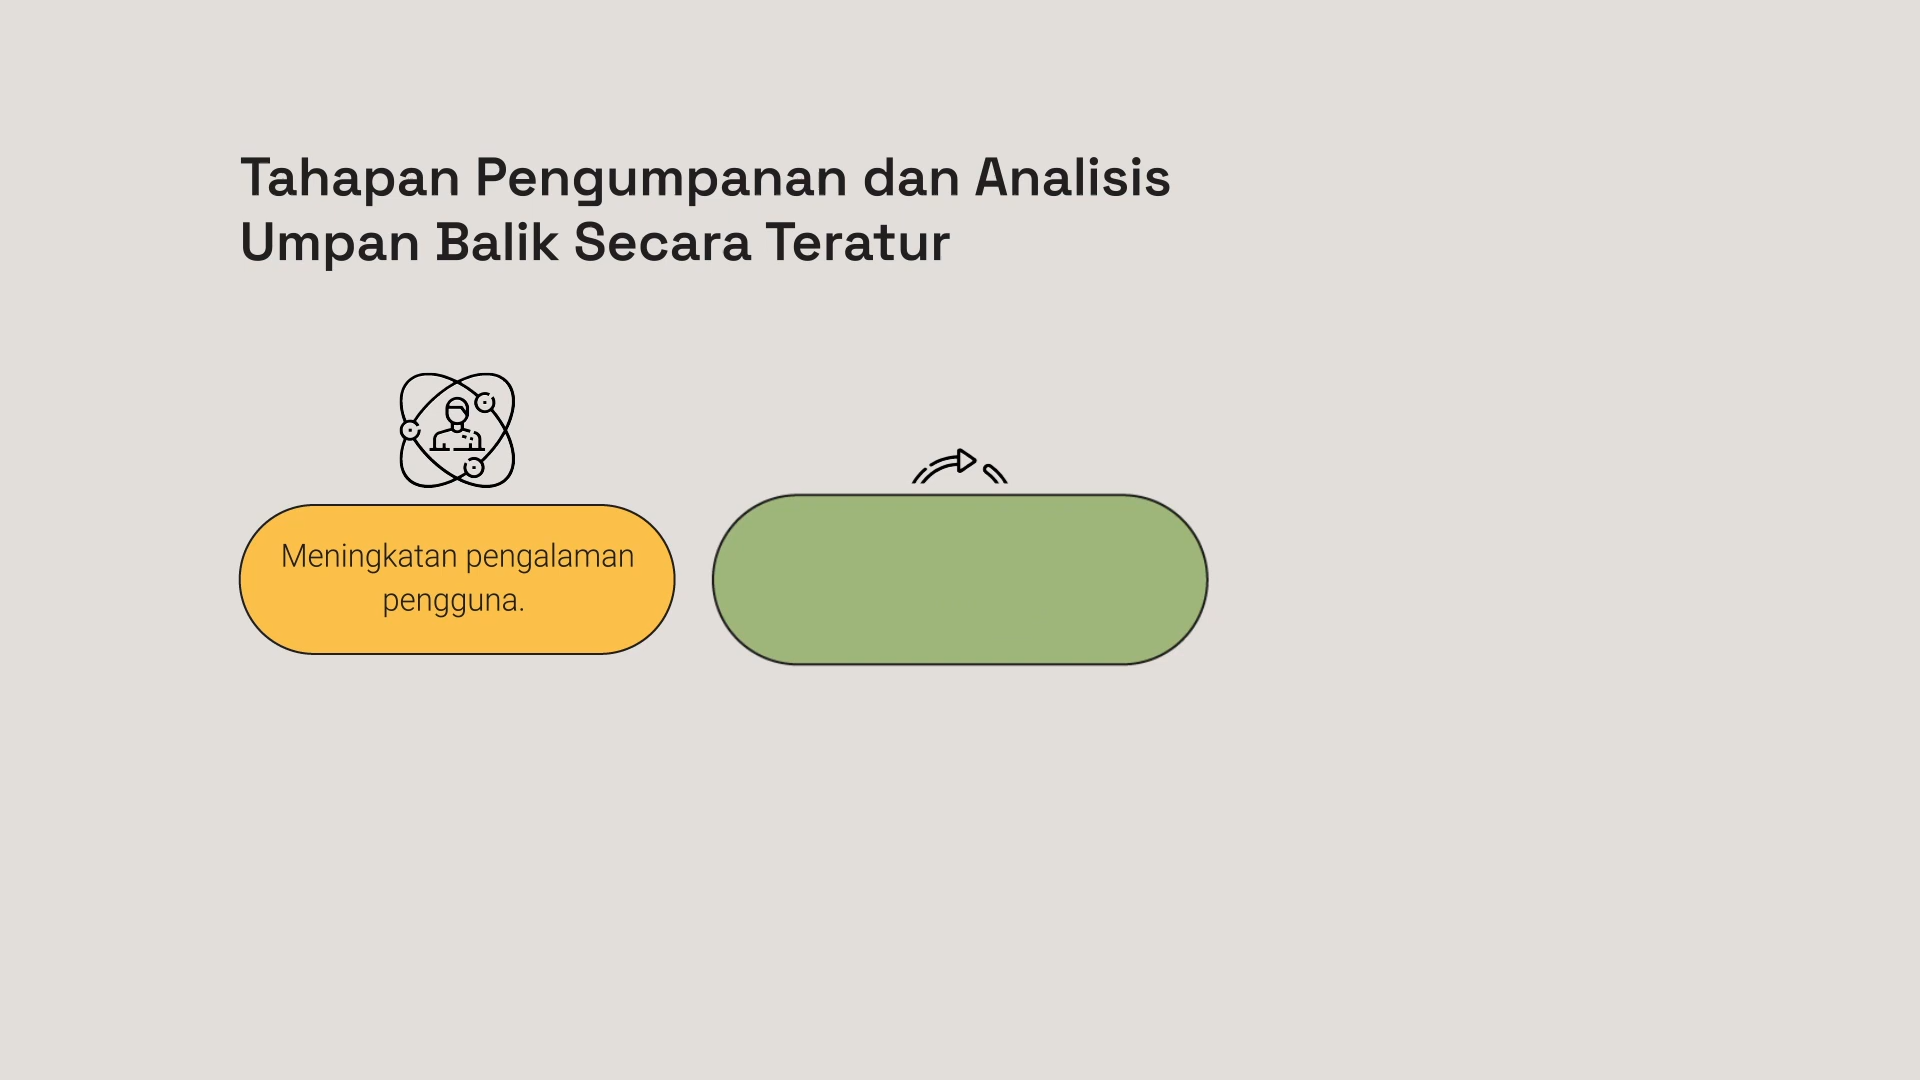 Tahapan Pengumpanan dan Analisis
Umpan Balik Secara Teratur
Meningkatan pengalaman
pengguna.